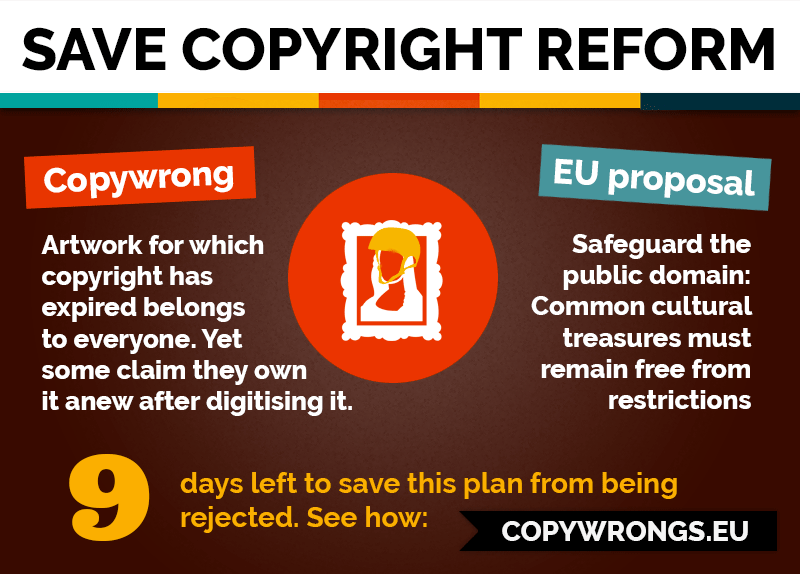 SAVE COPYRIGHT REFORM
Copywrong
Artwork for which
copyright has
expired belongs
to everyone. Yet
some claim they own
it anew after digitising it.
EU proposal
Safeguard the
public domain:
Common cultural
treasures must
remain free from
restrictions
9
days left to save this plan from being
rejected. See how:
COPYWRONGS.EU